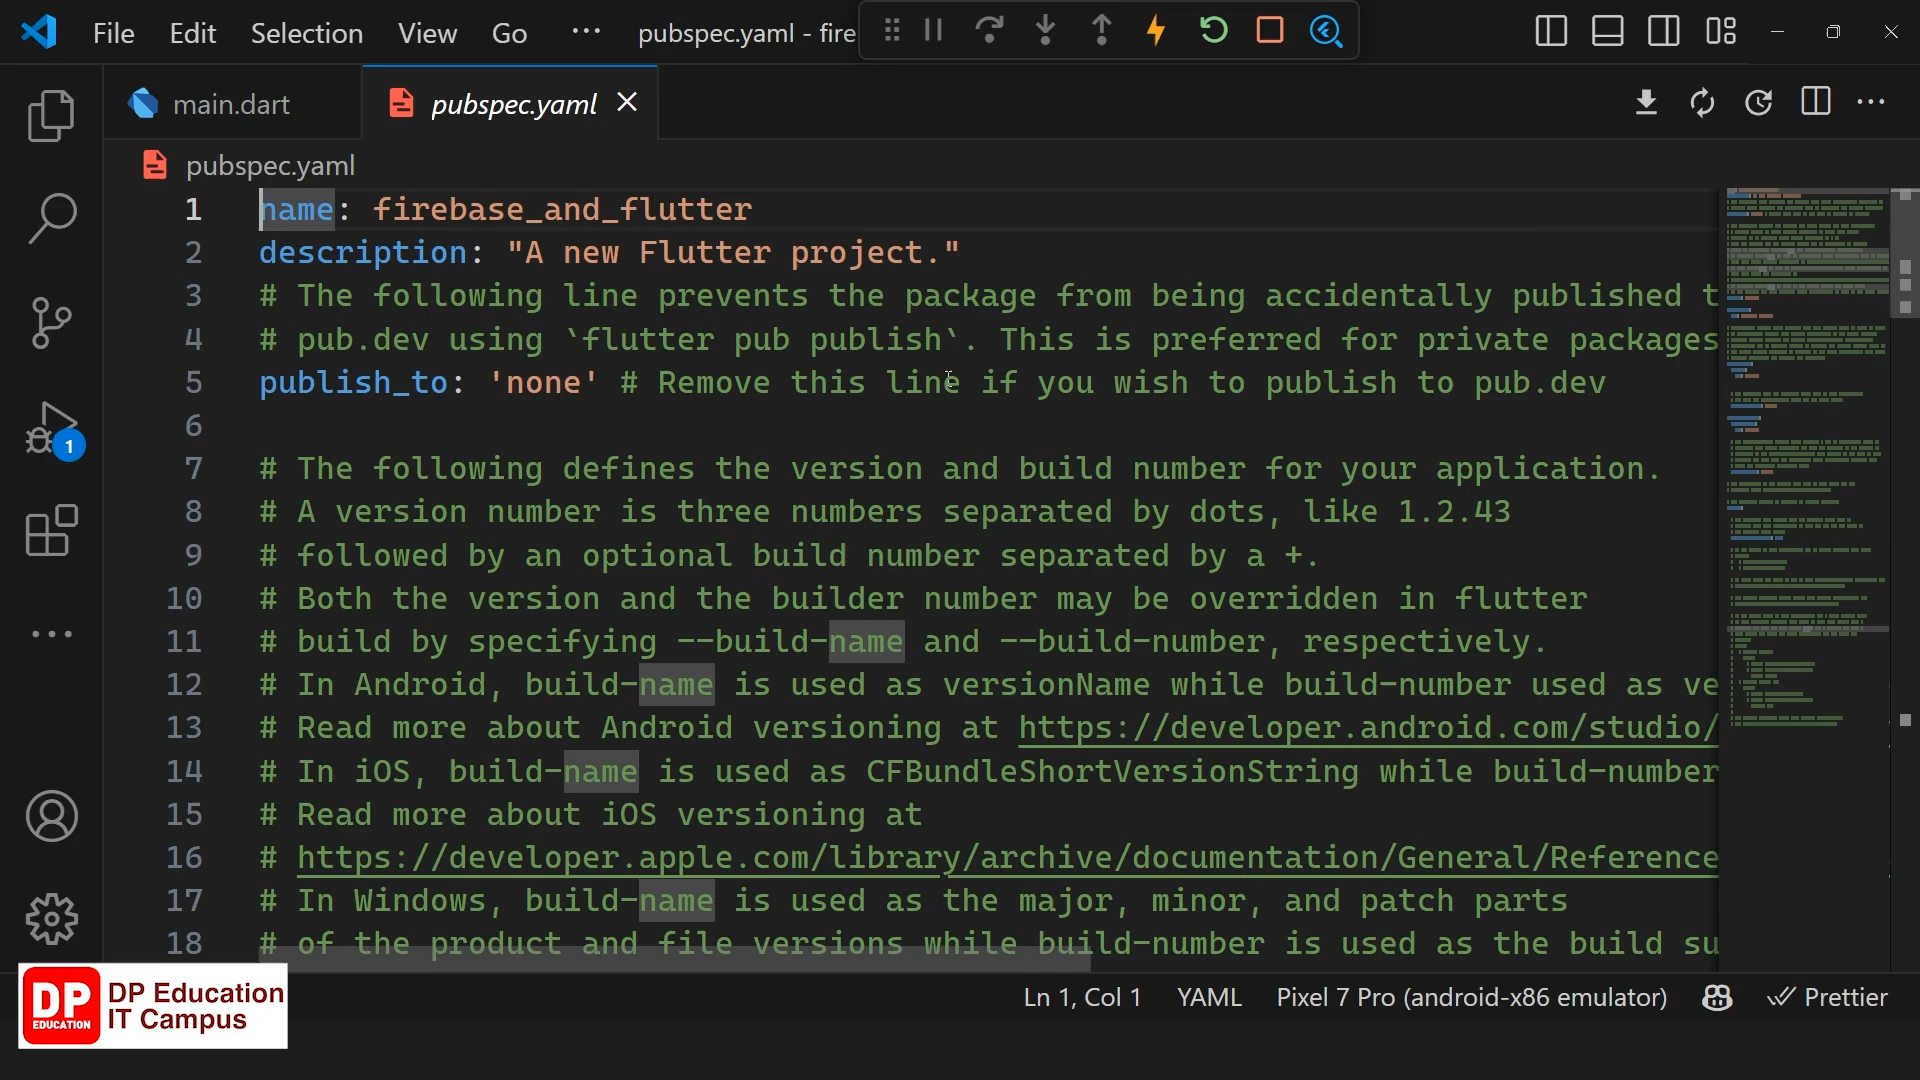 File Edit Selection View Go ··· pubspec.yaml - fire
main.dart pubspec.yaml
pubspec.yaml
1 name: firebase_and_flutter
2 description: "A new Flutter project."
3 # The following line prevents the package from being accidentally published t
4 # pub.dev using `flutter pub publish`. This is preferred for private packages
5 publish_to: 'none' # Remove this line if you wish to publish to pub.dev
6
7 # The following defines the version and build number for your application.
8 # A version number is three numbers separated by dots, like 1.2.43
9 # followed by an optional build number separated by a +.
10 # Both the version and the builder number may be overridden in flutter
11 # build by specifying --build-name and --build-number, respectively.
12 # In Android, build-name is used as versionName while build-number used as ve
13 # Read more about Android versioning at https://developer.android.com/studio/
14 # In iOS, build-name is used as CFBundleShortVersionString while build-number
15 # Read more about iOS versioning at
16 # https://developer.apple.com/library/archive/documentation/General/Reference
17 # In Windows, build-name is used as the major, minor, and patch parts
18 # of the product and file versions while build-number is used as the build su
1
DP EDUCATION
DP Education
IT Campus
Ln 1, Col 1 YAML Pixel 7 Pro (android-x86 emulator) Prettier